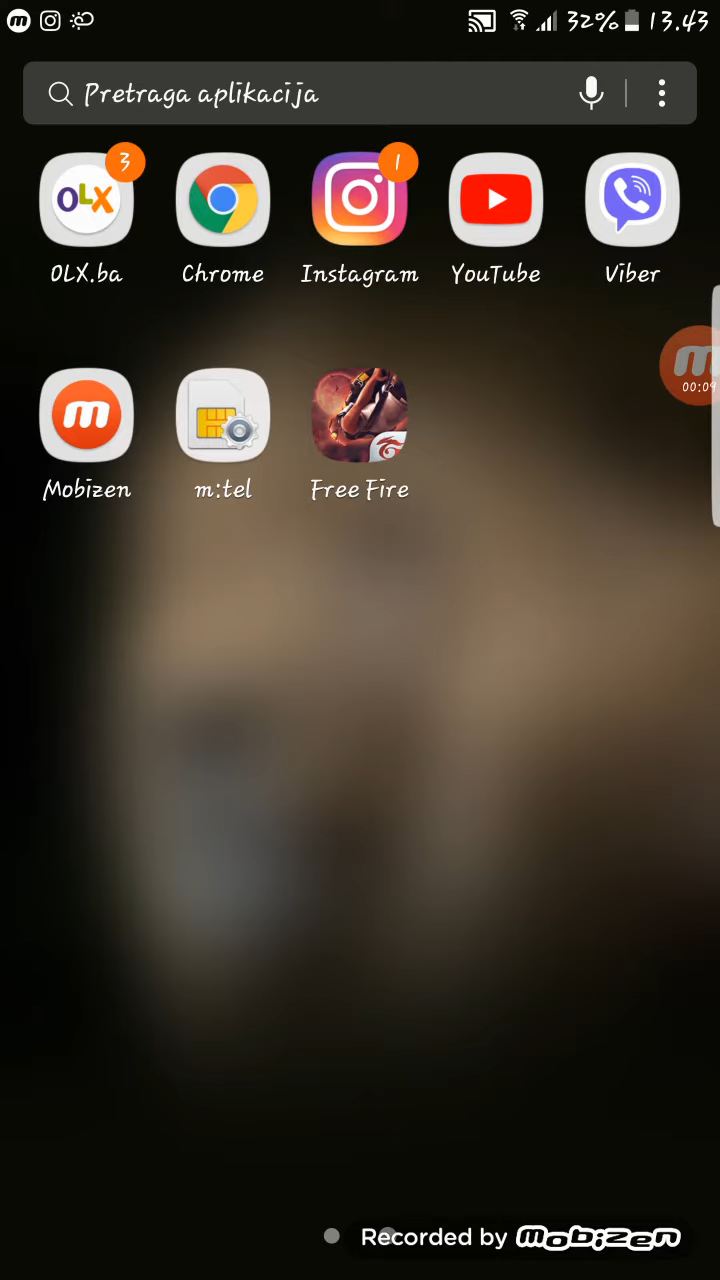 m 32% 13.43
Pretraga aplikacija
3 1
OLX
OLX.ba Chrome Instagram YouTube Viber
m
00:09
m
Mobizen m:tel Free Fire
Recorded by mobizen